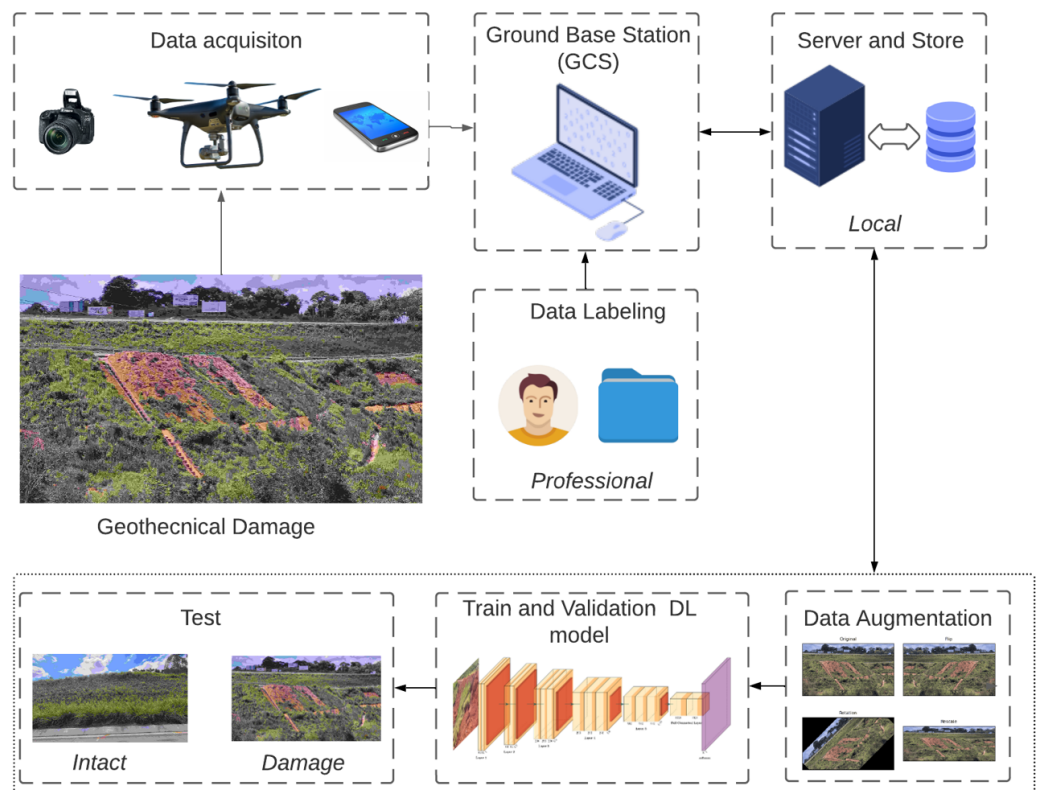 Data acquisiton
Ground Base Station
(GCS)
Server and Store
Local
Data Labeling
Professional
Geothecnical Damage
Test
Intact
Damage
Train and Validation DL
model
Data Augmentation
Original
Flip
Rotation